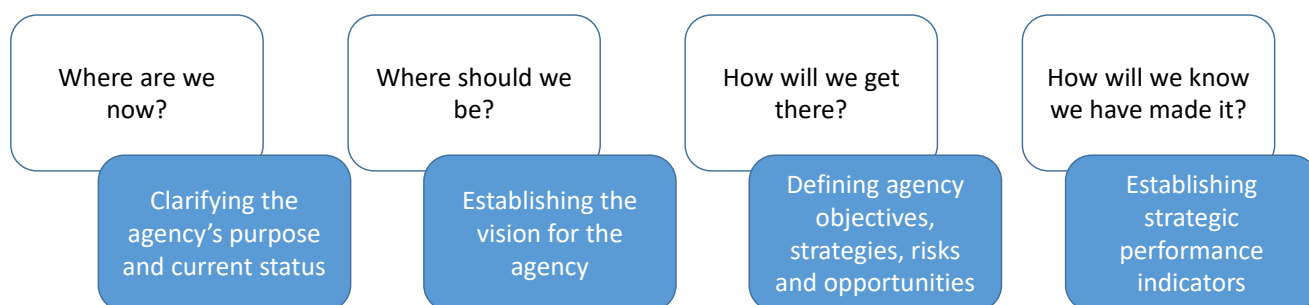 Where are we
now?
Clarifying the
agency’s purpose
and current status
Where should we
be?
Establishing the
vision for the
agency
How will we get
there?
Defining agency
objectives,
strategies, risks
and opportunities
How will we know
we have made it?
Establishing
strategic
performance
indicators